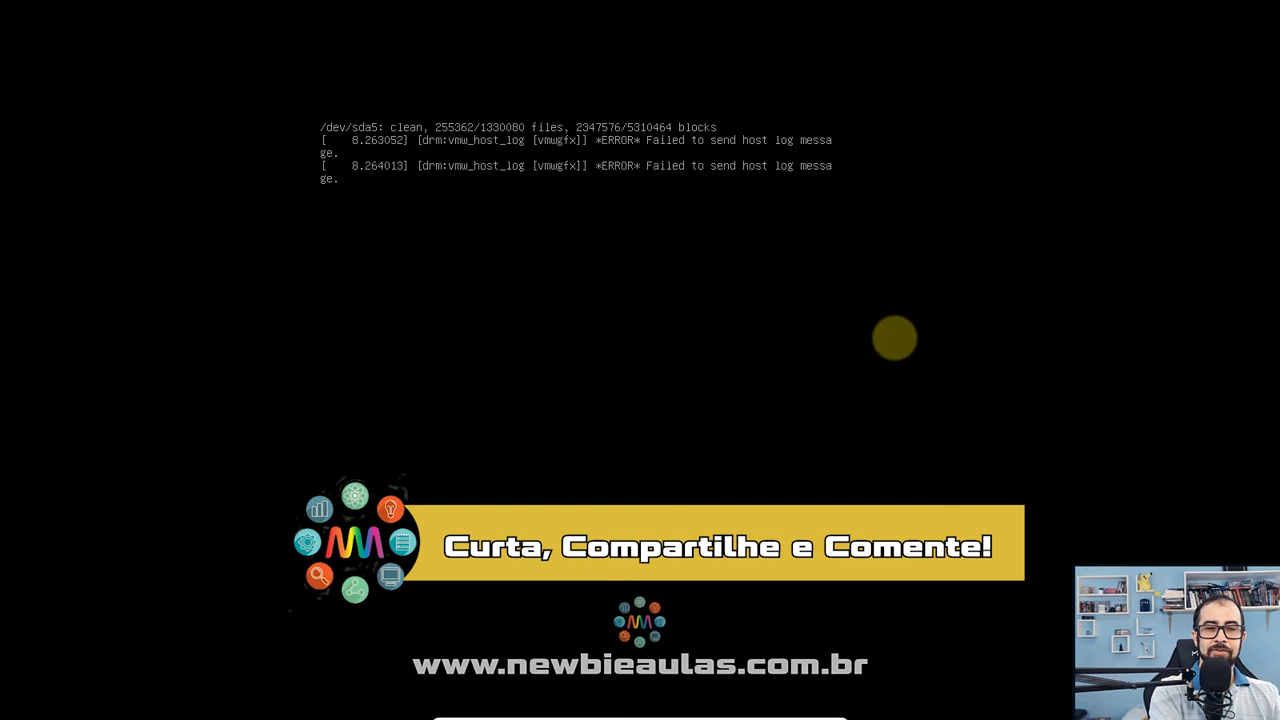 /dev/sda5: clean, 255362/1330080 files, 2347576/5310464 blocks
[    8.263052] [drm:vmw_host_log [vmwgfx]] *ERROR* Failed to send host log messa
ge.
[    8.264013] [drm:vmw_host_log [vmwgfx]] *ERROR* Failed to send host log messa
ge.
Curta, Compartilhe e Comente!
www.newbieaulas.com.br